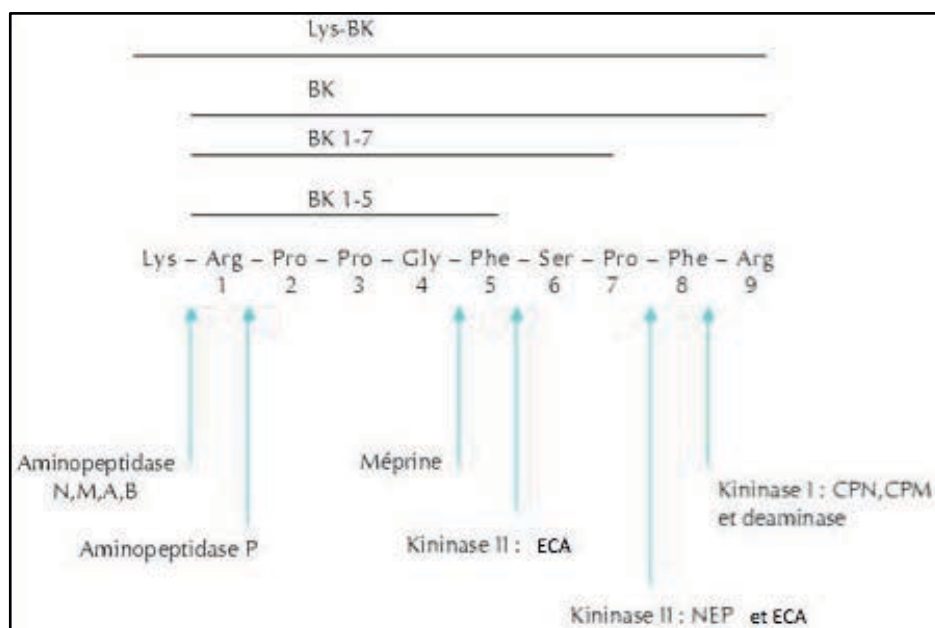 Lys-BK
BK
BK 1-7
BK 1-5
Lys – Arg – Pro – Pro – Gly – Phe – Ser – Pro – Phe – Arg
1 2 3 4 5 6 7 8 9
Aminopeptidase
N,M,A,B
Méprine
Kininase I : CPN,CPM
et deaminase
Aminopeptidase P
Kininase II : ECA
Kininase II : NEP et ECA